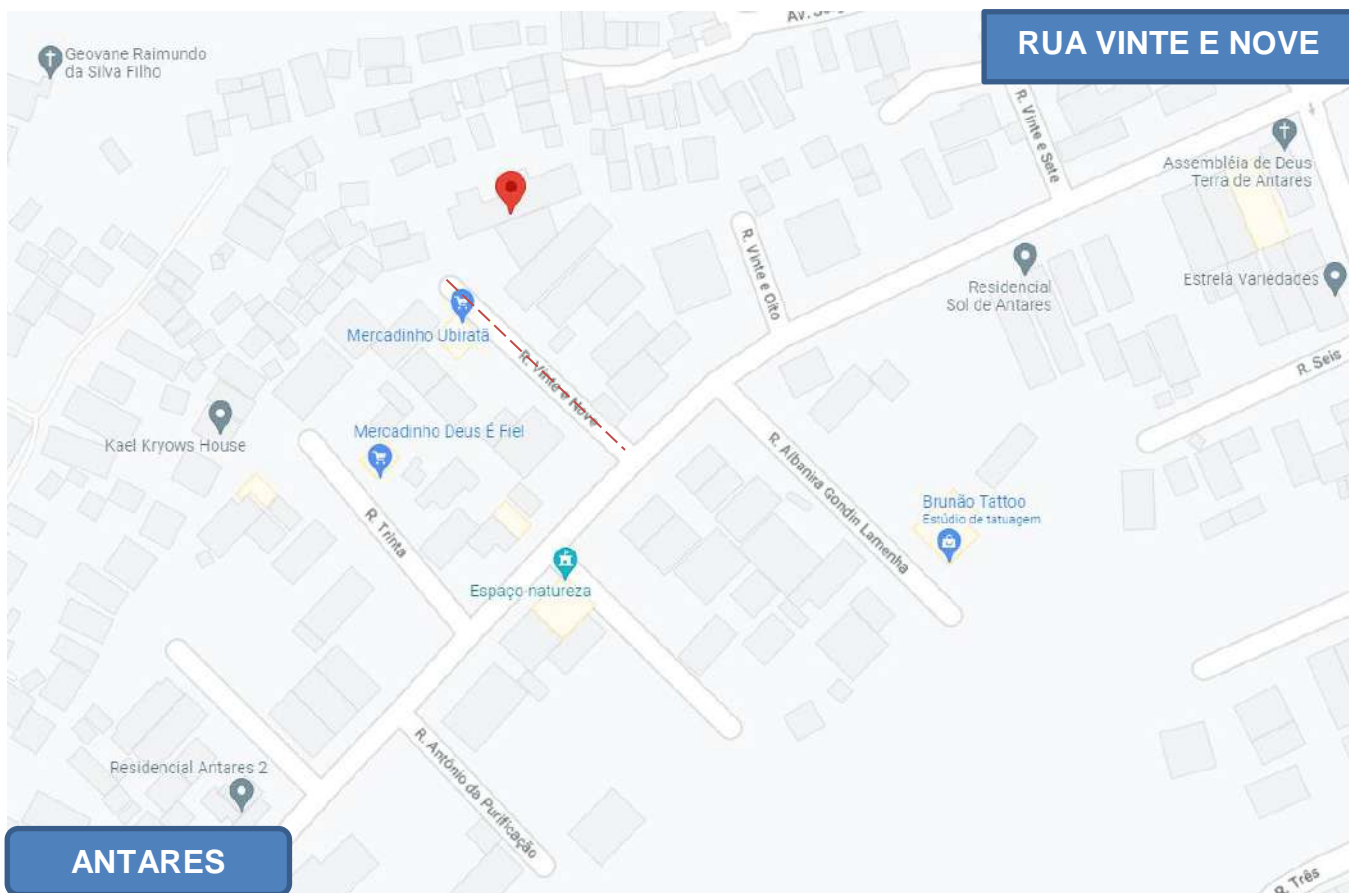 Av. S
RUA VINTE E NOVE
Geovane Raimundo
da Silva Filho
R. Vinte e Sete
Assembléia de Deus
Terra de Antares
R. Vinte e Oito
Residencial
Sol de Antares
Estrela Variedades
Mercadinho Ubiratã
R. Vinte e Nove
R. Seis
Kael Kryows House
Mercadinho Deus É Fiel
R. Albanira Gondin Lamenha
R. Trinta
Brunão Tattoo
Estúdio de tatuagem
Espaço natureza
R. Antônio da Purificação
Residencial Antares 2
ANTARES
R. Três